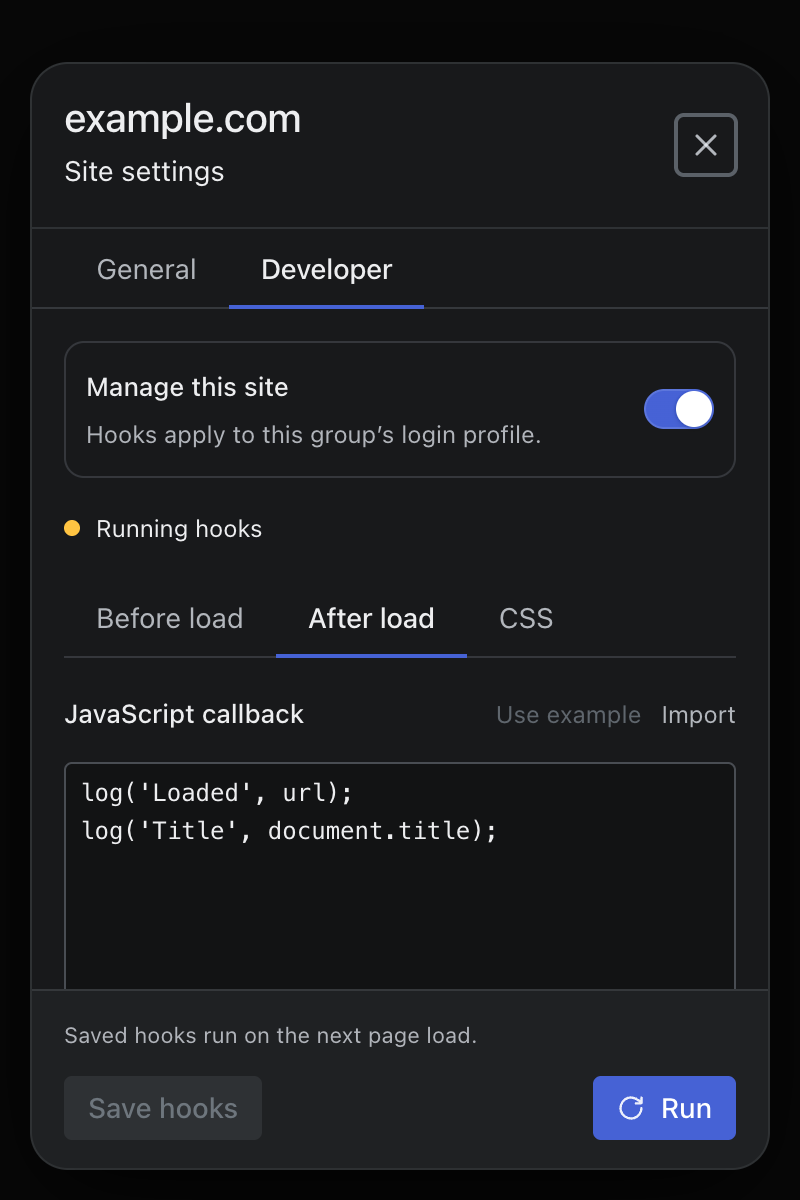 example.com
Site settings
General Developer
Manage this site
Hooks apply to this group’s login profile.
Running hooks
Before load After load CSS
JavaScript callback Use example Import
log('Loaded', url);
log('Title', document.title);
Saved hooks run on the next page load.
Save hooks Run